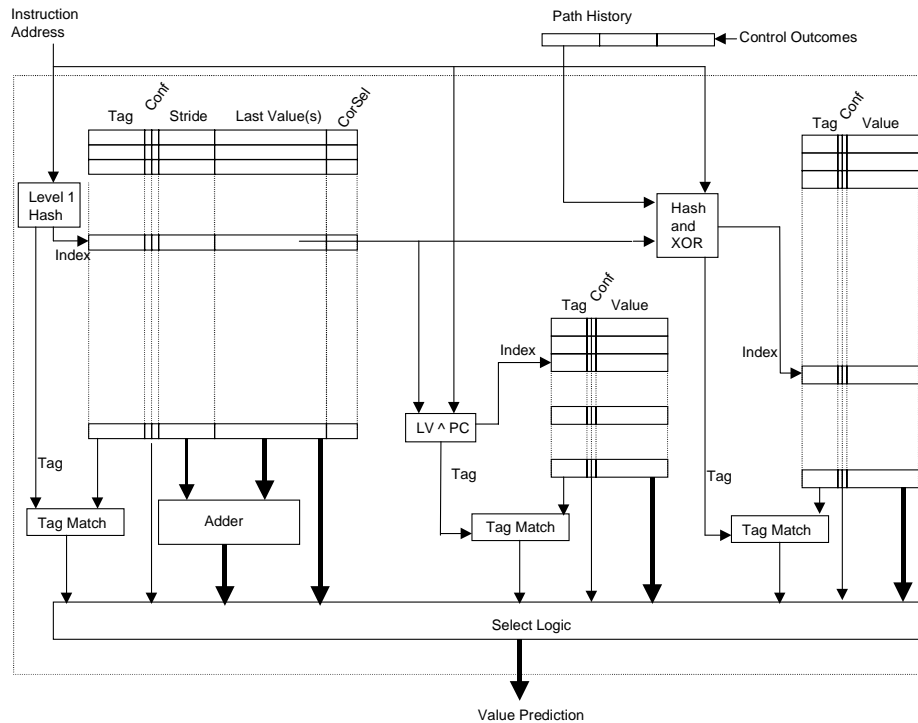 Instruction
Address
Path History
Control Outcomes
Tag Conf Stride Last Value(s) CorSel
Tag Conf Value
Level 1
Hash
Hash
and
XOR
Index
Tag Conf Value
Index
Index
LV ^ PC
Tag
Tag
Tag
Tag Match
Adder
Tag Match
Tag Match
Select Logic
Value Prediction